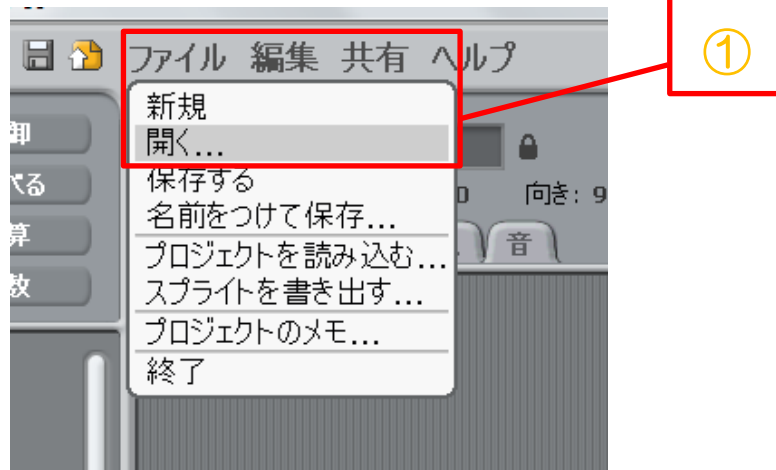 ファイル 編集 共有 ヘルプ
①
新規
開く...
保存する
名前をつけて保存...
プロジェクトを読み込む...
スプライトを書き出す...
プロジェクトのメモ...
終了
向き: 9
音